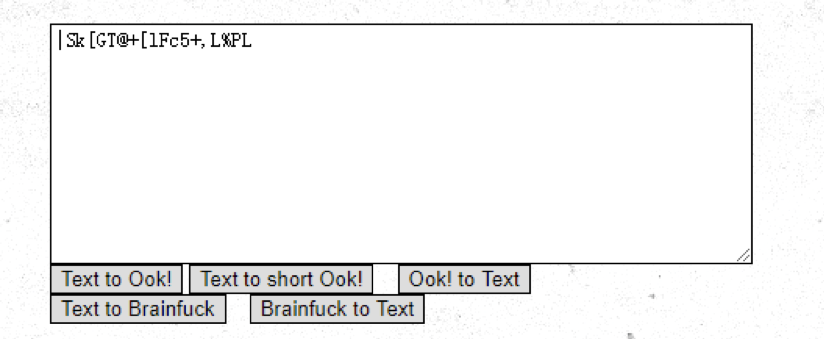 |Sk[GT@+[lFc5+,L%PL
Text to Ook! Text to short Ook! Ook! to Text
Text to Brainfuck Brainfuck to Text